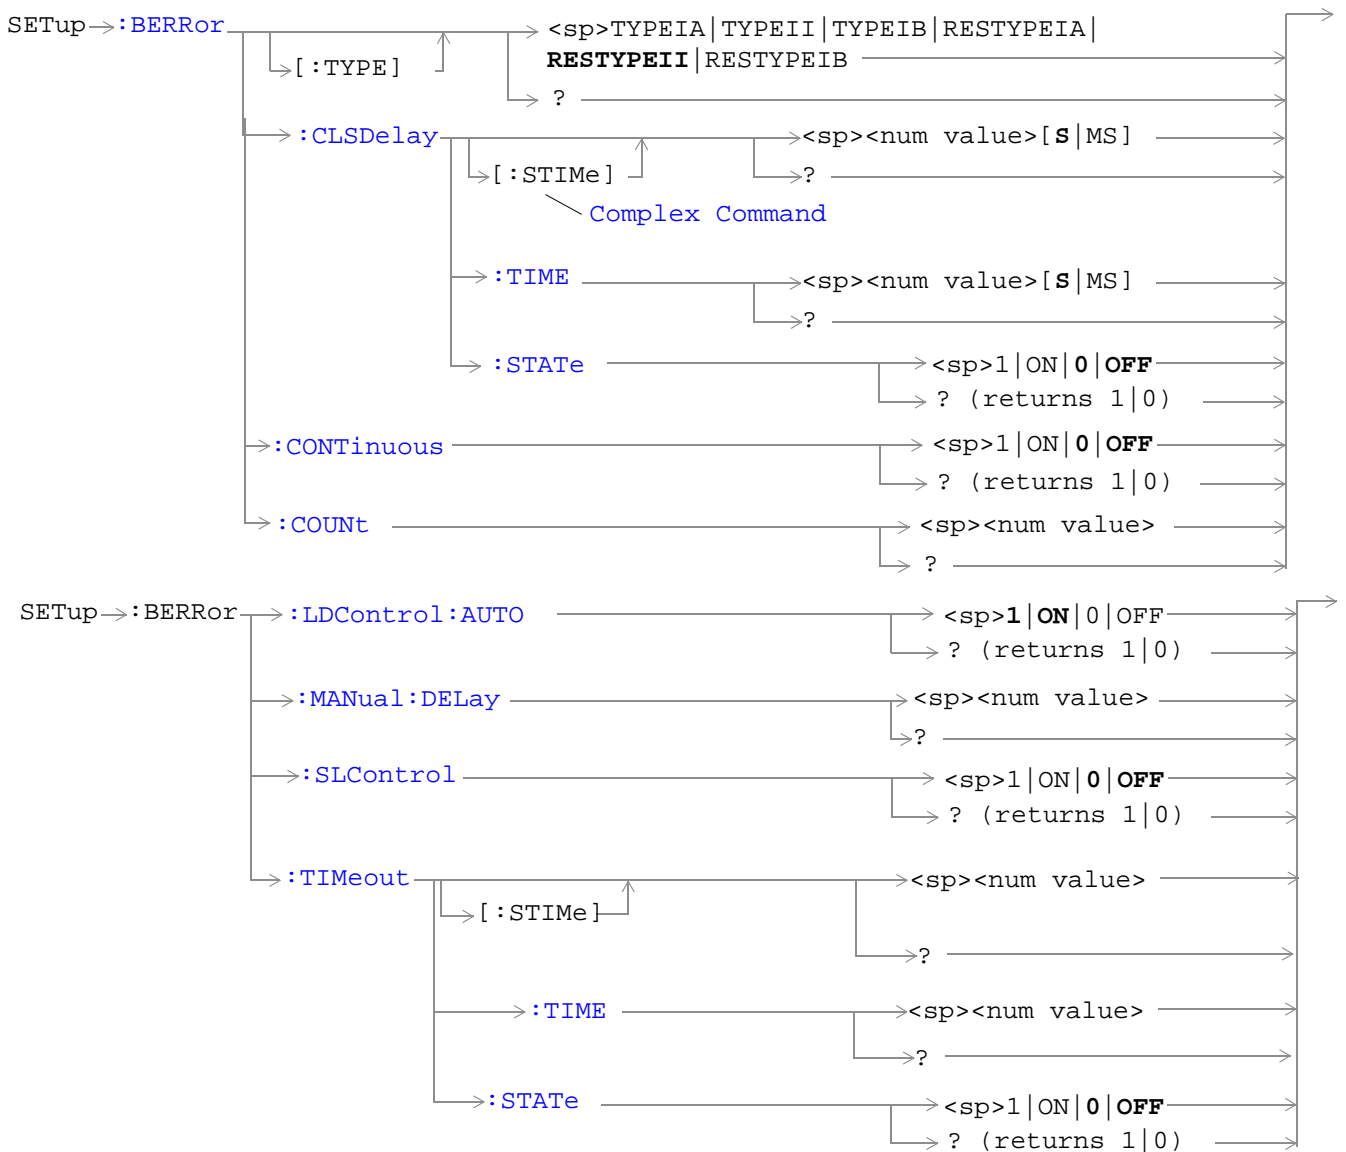 SETup :BERRor <sp>TYPEIA|TYPEII|TYPEIB|RESTYPEIA|
[:TYPE] RESTYPEII|RESTYPEIB
?
:CLSDelay <sp><num value>[S|MS]
[:STIMe] ?
Complex Command
:TIME <sp><num value>[S|MS]
?
:STATe <sp>1|ON|0|OFF
? (returns 1|0)
:CONTinuous <sp>1|ON|0|OFF
? (returns 1|0)
:COUNt <sp><num value>
?
SETup :BERRor :LDControl:AUTO <sp>1|ON|0|OFF
? (returns 1|0)
:MANual:DELay <sp><num value>
?
:SLControl <sp>1|ON|0|OFF
? (returns 1|0)
:TIMeout <sp><num value>
[:STIMe]
?
:TIME <sp><num value>
?
:STATe <sp>1|ON|0|OFF
? (returns 1|0)